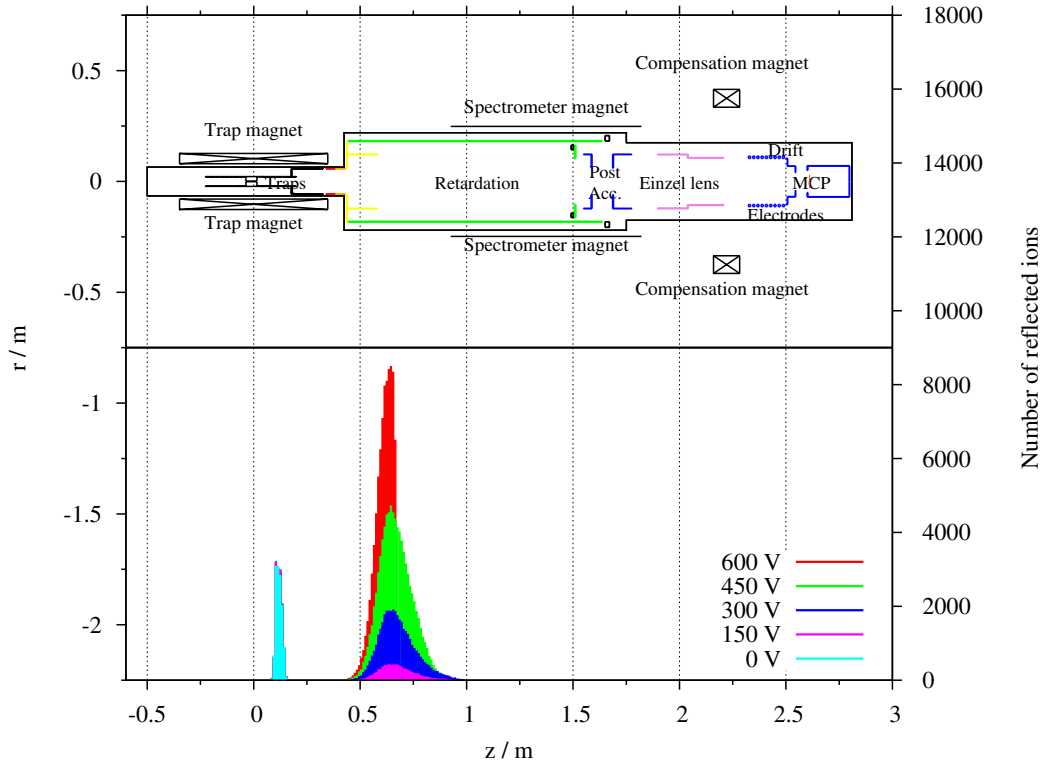 18000
16000
14000
12000
10000
8000
6000
4000
2000
0
Number of reflected ions
0.5
0
-0.5
-1
-1.5
-2
r / m
Compensation magnet
Spectrometer magnet
Trap magnet
Drift
Traps
Retardation
Post
Acc.
Einzel lens
MCP
Electrodes
Trap magnet
Spectrometer magnet
Compensation magnet
600 V
450 V
300 V
150 V
0 V
-0.5
0
0.5
1
1.5
2
2.5
3
z / m